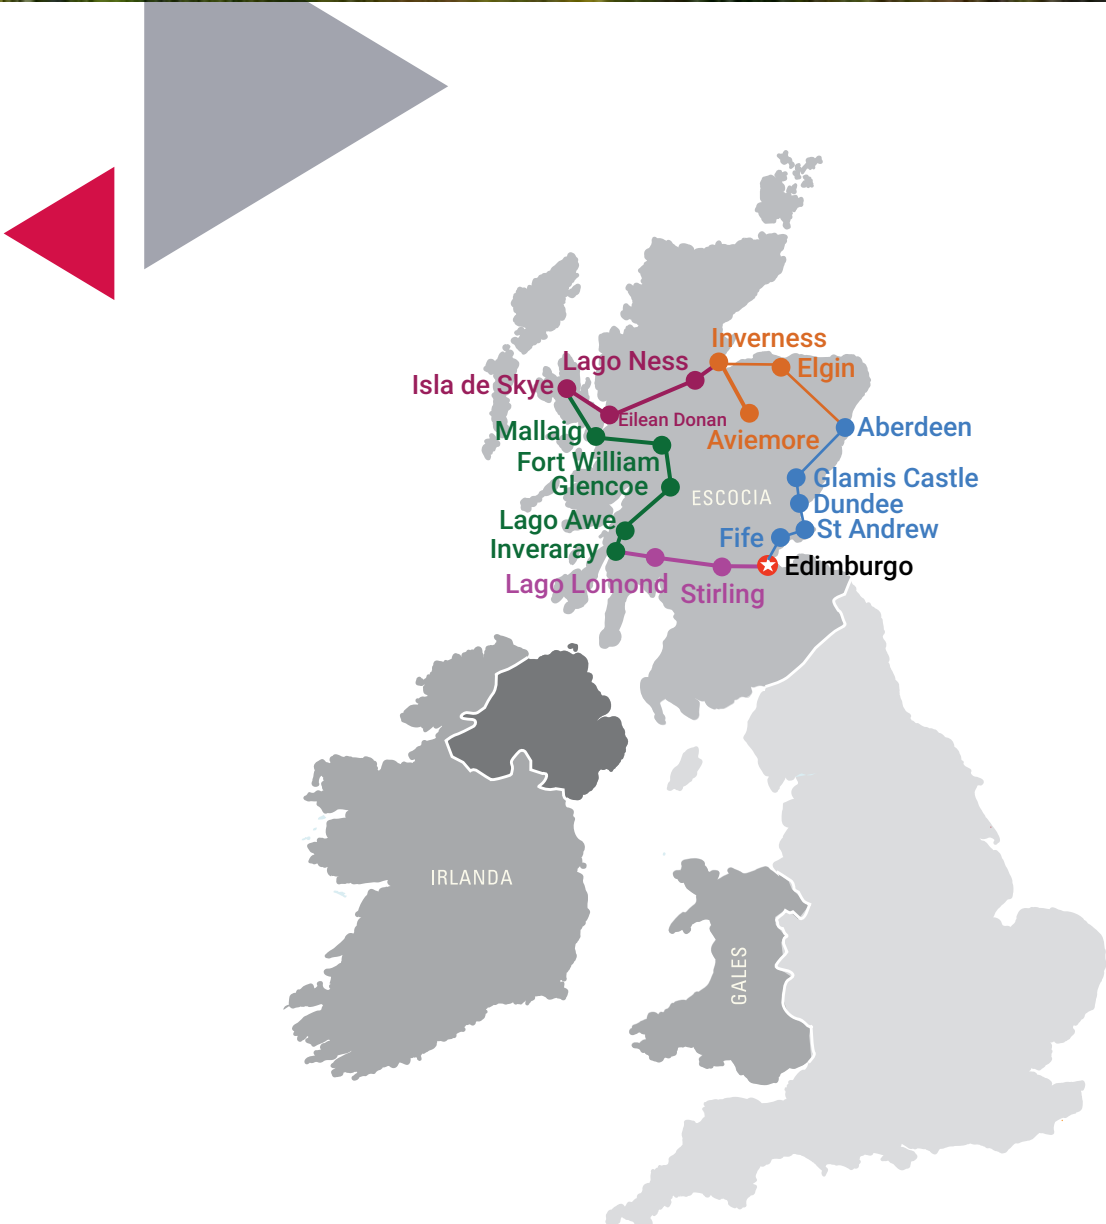 Inverness
Lago Ness
Elgin
Isla de Skye
Eilean Donan
Mallaig
Aberdeen
Aviemore
Fort William
Glencoe
Glamis Castle
ESCOCIA
Dundee
Lago Awe
St Andrew
Fife
Inveraray
Edimburgo
Lago Lomond
Stirling
IRLANDA
GALES